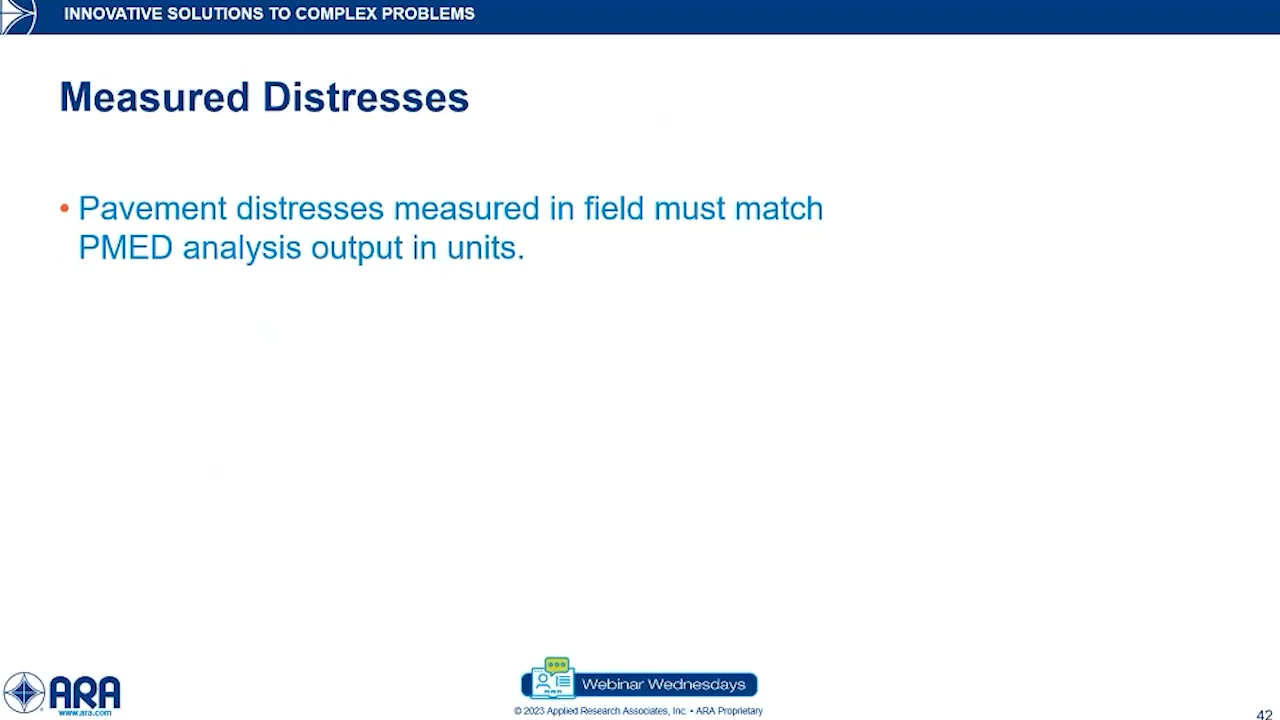 INNOVATIVE SOLUTIONS TO COMPLEX PROBLEMS
Measured Distresses
• Pavement distresses measured in field must match
PMED analysis output in units.
ARA
www.ara.com
ARA
Webinar Wednesdays
© 2023 Applied Research Associates, Inc. • ARA Proprietary
42